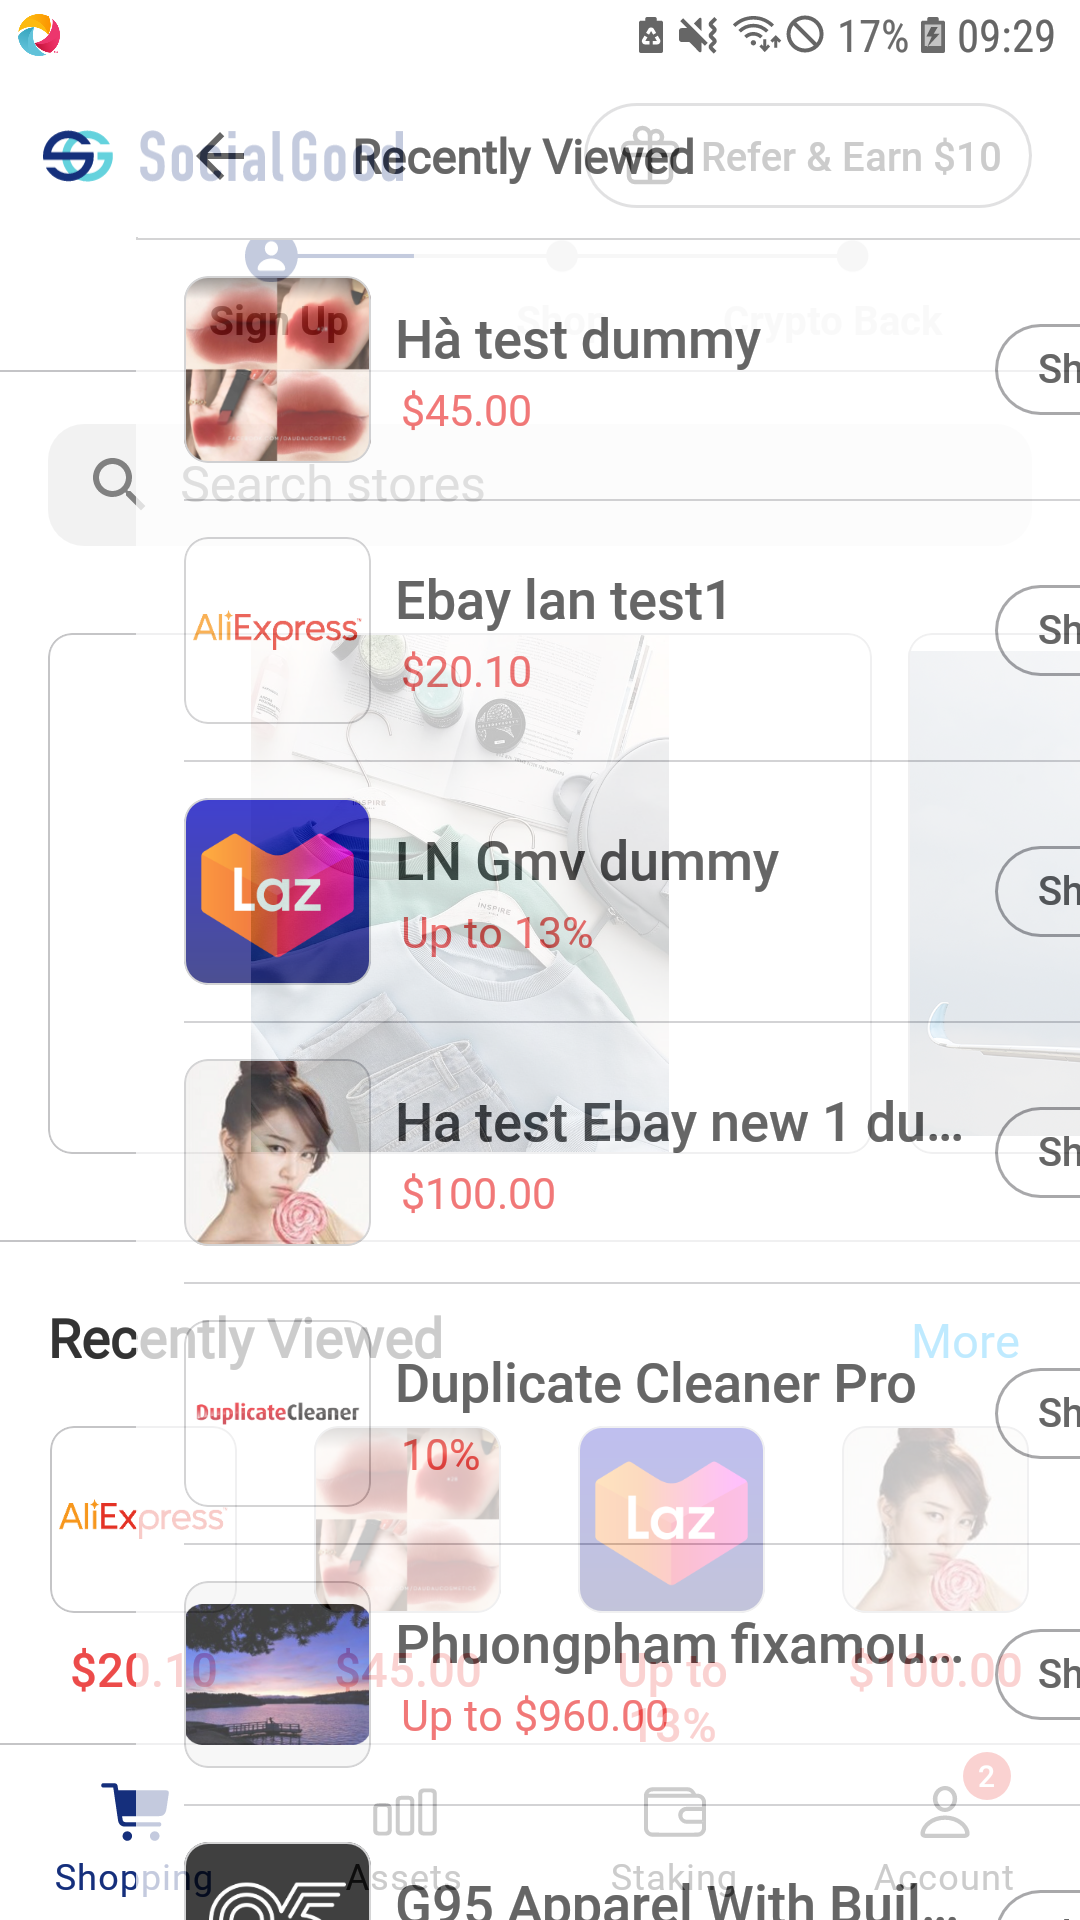 17% 09:29
SocialGood
Recently Viewed
Refer & Earn $10
Sign Up
Shop
Crypto Back
Hà test dummy
$45.00
Sh
Search stores
Ebay lan test1
AliExpress
$20.10
Sh
INSPIRE
LN Gmv dummy
Laz
Up to 13%
Sh
INSPIRE
Ha test Ebay new 1 du...
$100.00
Sh
Recently Viewed
More
Duplicate Cleaner Pro
DuplicateCleaner
10%
Sh
AliExpress
Laz
Phuongpham fixamou...
Up to $960.00
Sh
$20.10
$45.00
Up to 13%
$100.00
2
Shopping
Assets
Staking
Account
G95 Apparel With Buil...